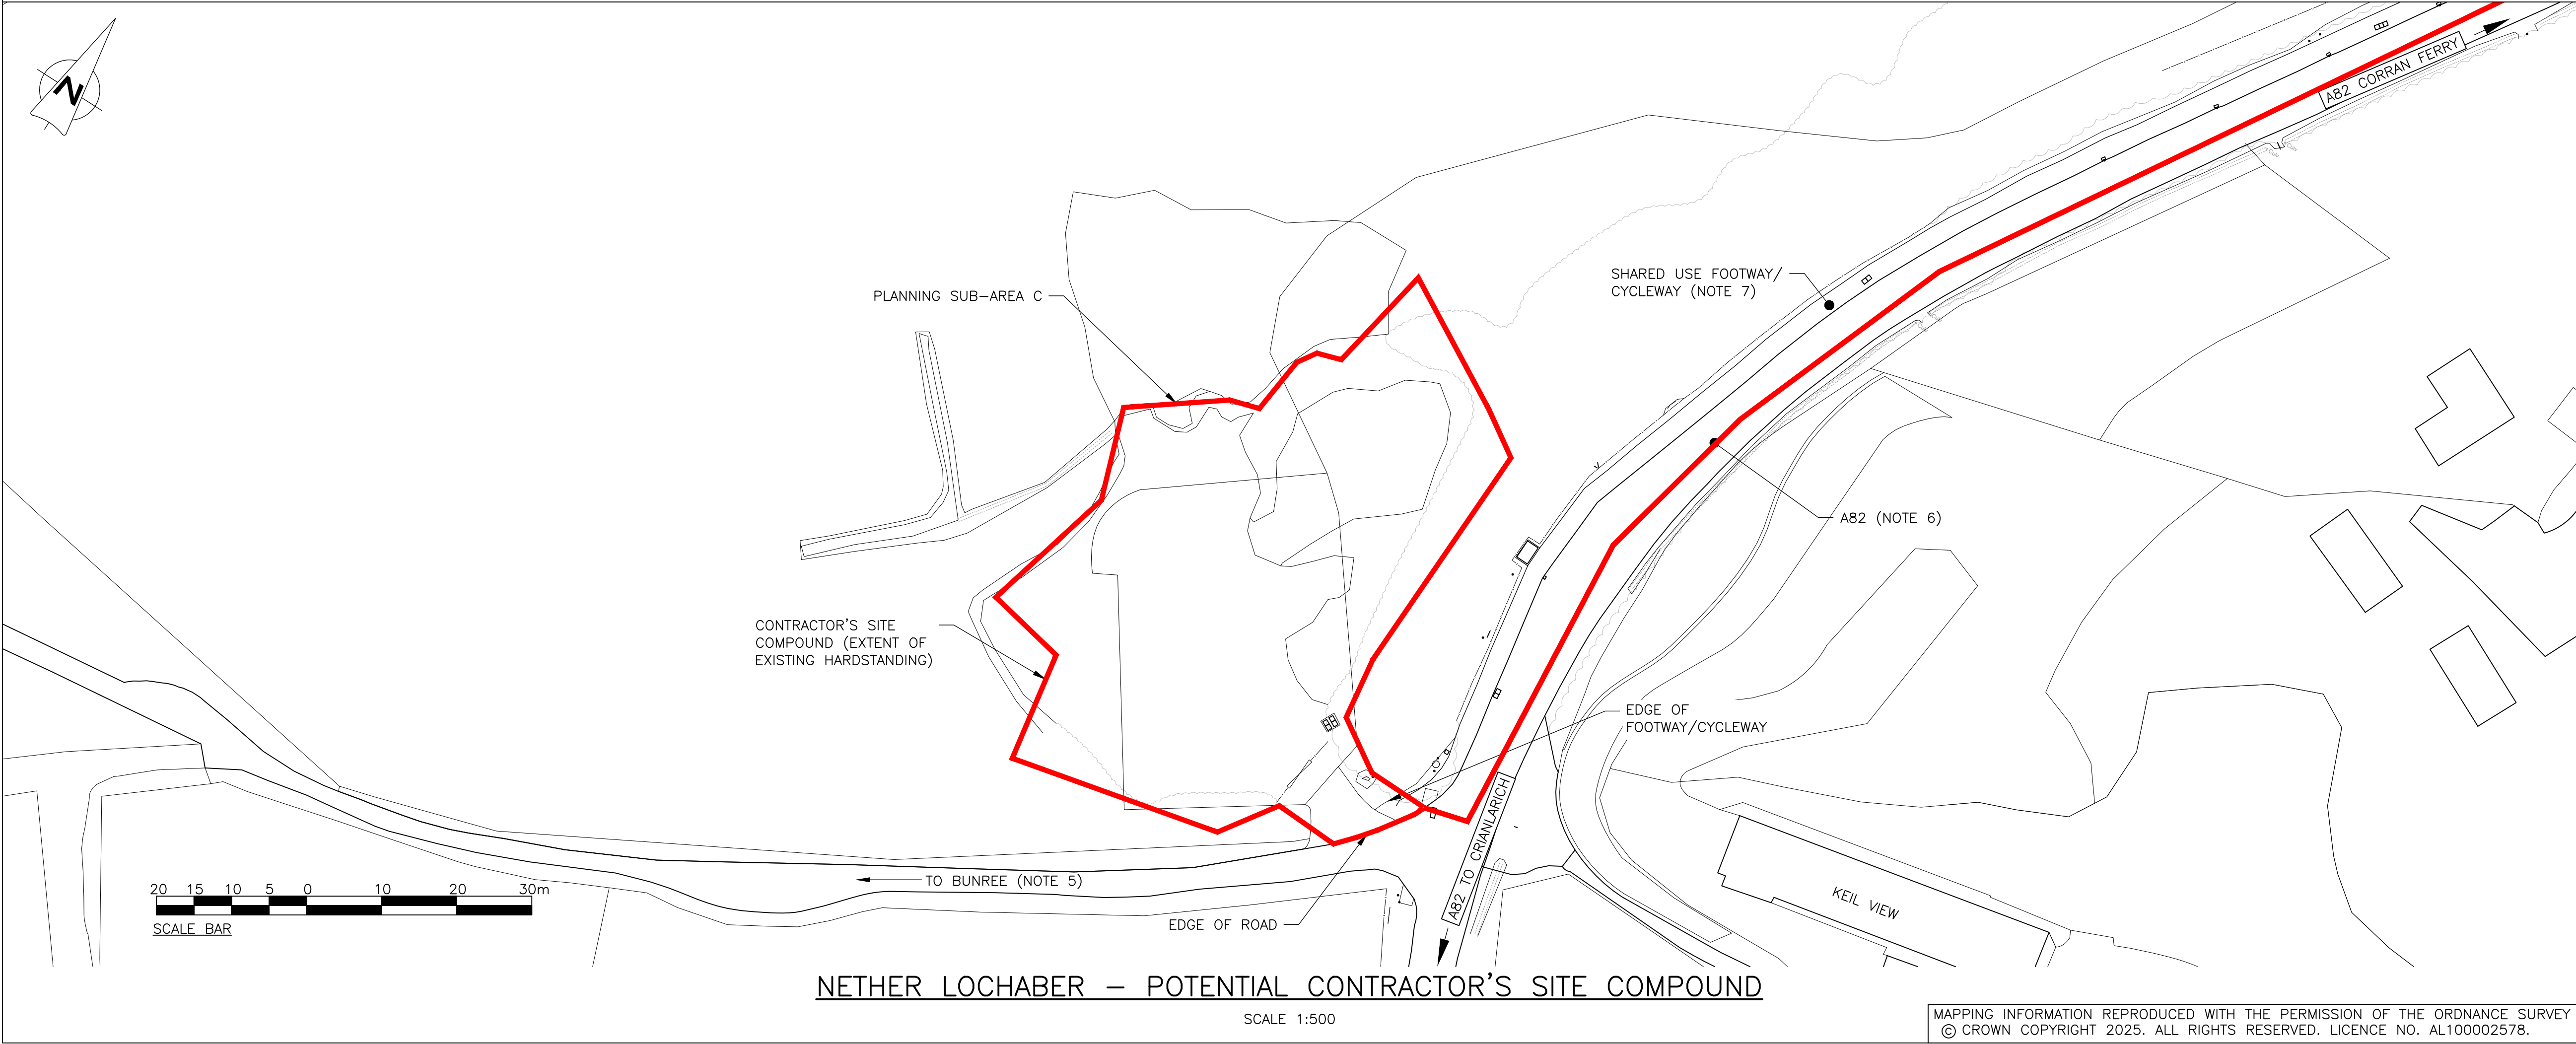 N
A82 CORRAN FERRY
PLANNING SUB-AREA C
SHARED USE FOOTWAY/
CYCLEWAY (NOTE 7)
A82 (NOTE 6)
CONTRACTOR'S SITE
COMPOUND (EXTENT OF
EXISTING HARDSTANDING)
EDGE OF
FOOTWAY/CYCLEWAY
A82 TO CRIANLARICH
TO BUNREE (NOTE 5)
KEIL VIEW
EDGE OF ROAD
20 15 10 5 0 10 20 30m
SCALE BAR
NETHER LOCHABER – POTENTIAL CONTRACTOR'S SITE COMPOUND
SCALE 1:500
MAPPING INFORMATION REPRODUCED WITH THE PERMISSION OF THE ORDNANCE SURVEY
© CROWN COPYRIGHT 2025. ALL RIGHTS RESERVED. LICENCE NO. AL100002578.